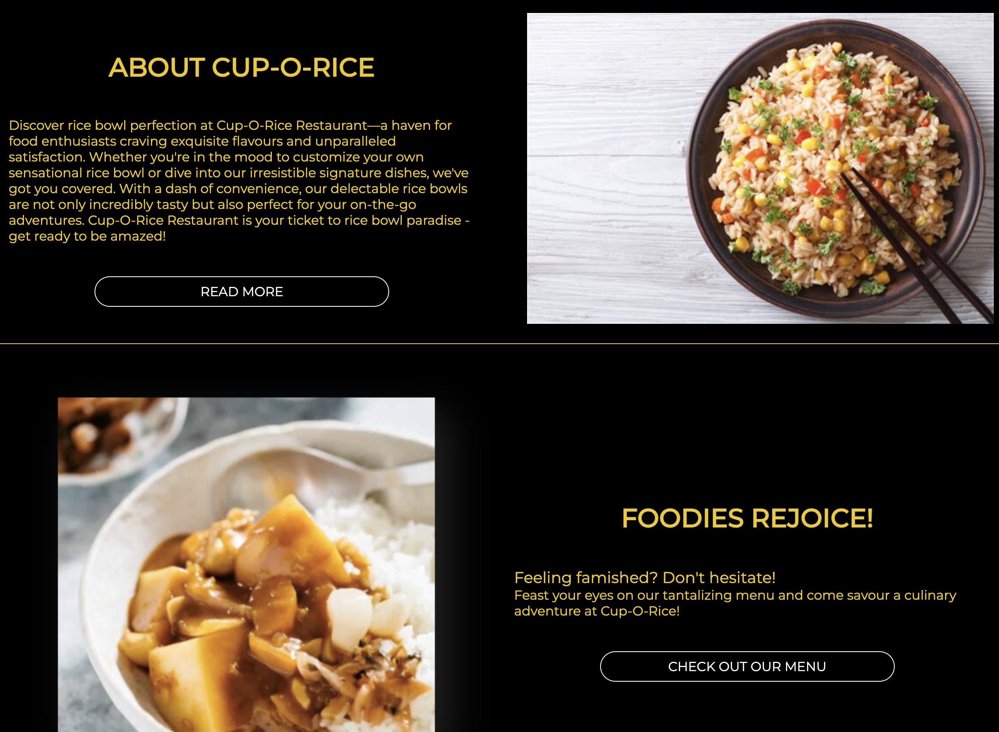 ABOUT CUP-O-RICE
Discover rice bowl perfection at Cup-O-Rice Restaurant—a haven for
food enthusiasts craving exquisite flavours and unparalleled
satisfaction. Whether you're in the mood to customize your own
sensational rice bowl or dive into our irresistible signature dishes, we've
got you covered. With a dash of convenience, our delectable rice bowls
are not only incredibly tasty but also perfect for your on-the-go
adventures. Cup-O-Rice Restaurant is your ticket to rice bowl paradise -
get ready to be amazed!
READ MORE
FOODIES REJOICE!
Feeling famished? Don't hesitate!
Feast your eyes on our tantalizing menu and come savour a culinary
adventure at Cup-O-Rice!
CHECK OUT OUR MENU